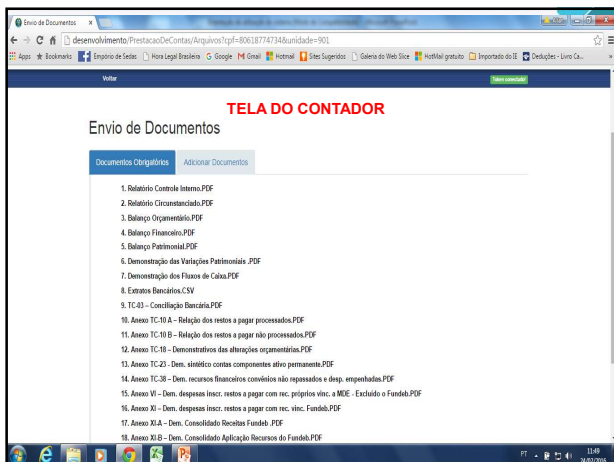 Envio de Documentos
desenvolvimento/PrestacaoDeContas/Arquivos?cpf=80618774734&unidade=901
Apps Bookmarks Emporio de Sedas Hora Legal Brasileira Google Gmail Hotmail Sites Sugeridos Galeria do Web Slice HotMail gratuito Importado do IE Deduções - Livro Ca...
Voltar Token conectado!
TELA DO CONTADOR
Envio de Documentos
Documentos Obrigatórios Adicionar Documentos
1. Relatório Controle Interno.PDF
2. Relatório Circunstanciado.PDF
3. Balanço Orçamentário.PDF
4. Balanço Financeiro.PDF
5. Balanço Patrimonial.PDF
6. Demonstração das Variações Patrimoniais .PDF
7. Demonstração dos Fluxos de Caixa.PDF
8. Extratos Bancários.CSV
9. TC-03 – Conciliação Bancária.PDF
10. Anexo TC-10 A – Relação dos restos a pagar processados.PDF
11. Anexo TC-10 B – Relação dos restos a pagar não processados.PDF
12. Anexo TC-18 – Demonstrativos das alterações orçamentárias.PDF
13. Anexo TC-23 - Dem. sintético contas componentes ativo permanente.PDF
14. Anexo TC-38 – Dem. recursos financeiros convênios não repassados e desp. empenhadas.PDF
15. Anexo VI – Dem. despesas inscr. restos a pagar com rec. próprios vinc. a MDE - Excluído o Fundeb.PDF
16. Anexo XI – Dem. despesas inscr. restos a pagar com rec. vinc. Fundeb.PDF
17. Anexo XI-A – Dem. Consolidado Receitas Fundeb .PDF
18. Anexo XI-B – Dem. Consolidado Aplicação Recursos do Fundeb.PDF
PT 11:49
24/02/2016